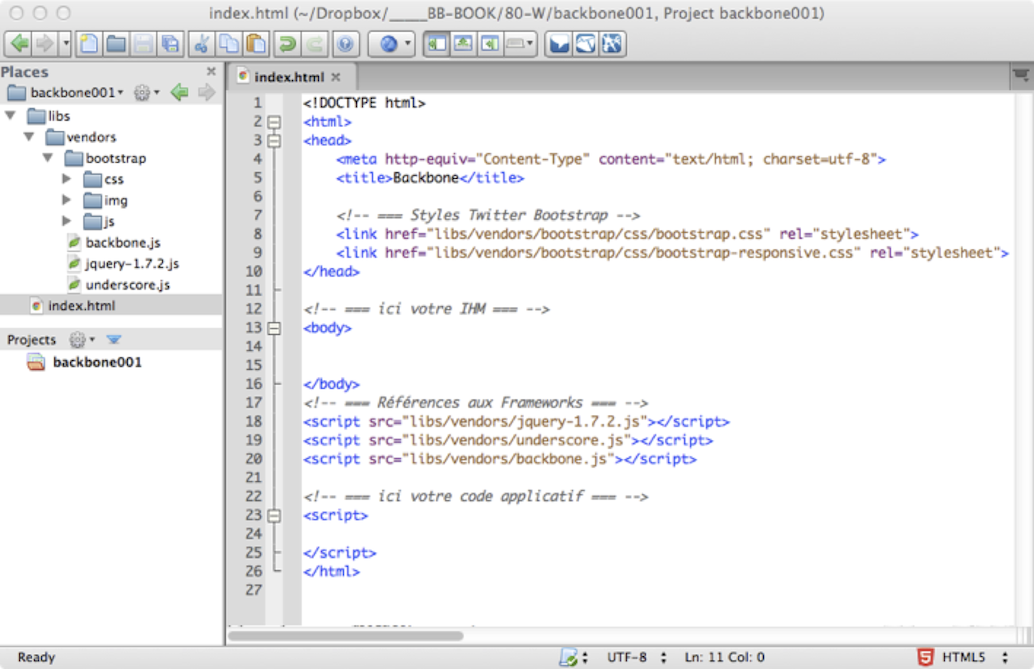 index.html (~/Dropbox/____BB-BOOK/80-W/backbone001, Project backbone001)
Places
backbone001
libs
vendors
bootstrap
css
img
js
backbone.js
jquery-1.7.2.js
underscore.js
index.html
Projects
backbone001
index.html
1 <!DOCTYPE html>
2 <html>
3 <head>
4 <meta http-equiv="Content-Type" content="text/html; charset=utf-8">
5 <title>Backbone</title>
6
7 <!-- === Styles Twitter Bootstrap -->
8 <link href="libs/vendors/bootstrap/css/bootstrap.css" rel="stylesheet">
9 <link href="libs/vendors/bootstrap/css/bootstrap-responsive.css" rel="stylesheet">
10 </head>
11
12 <!-- === ici votre IHM === -->
13 <body>
14
15
16 </body>
17 <!-- === Références aux Frameworks === -->
18 <script src="libs/vendors/jquery-1.7.2.js"></script>
19 <script src="libs/vendors/underscore.js"></script>
20 <script src="libs/vendors/backbone.js"></script>
21
22 <!-- === ici votre code applicatif === -->
23 <script>
24
25 </script>
26 </html>
27
Ready
UTF-8
Ln: 11 Col: 0
HTML5